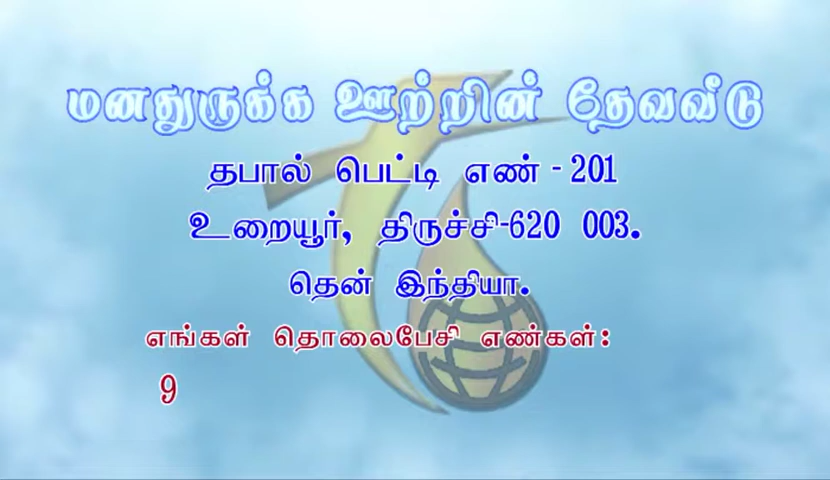 மனதுருக்க ஊற்றின் தேவவீடு
தபால் பெட்டி எண் - 201
உறையூர், திருச்சி-620 003.
தென் இந்தியா.
எங்கள் தொலைபேசி எண்கள்:
9